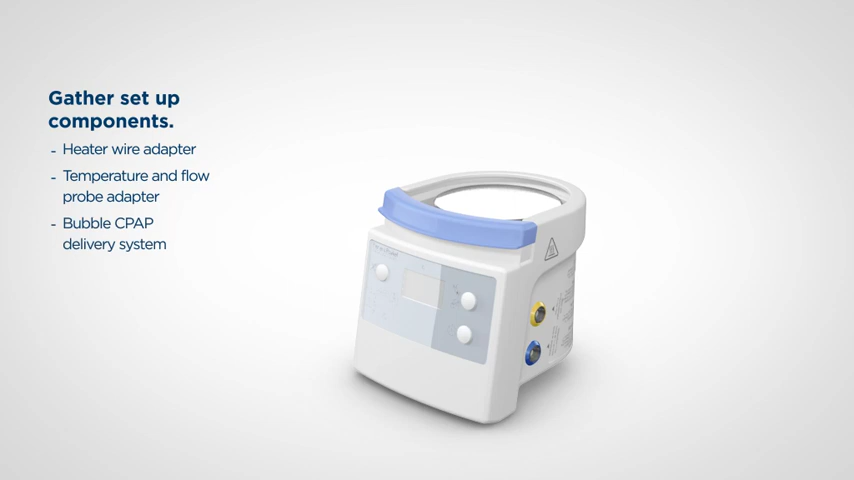 Gather set up
components.
- Heater wire adapter
- Temperature and flow
probe adapter
- Bubble CPAP
delivery system